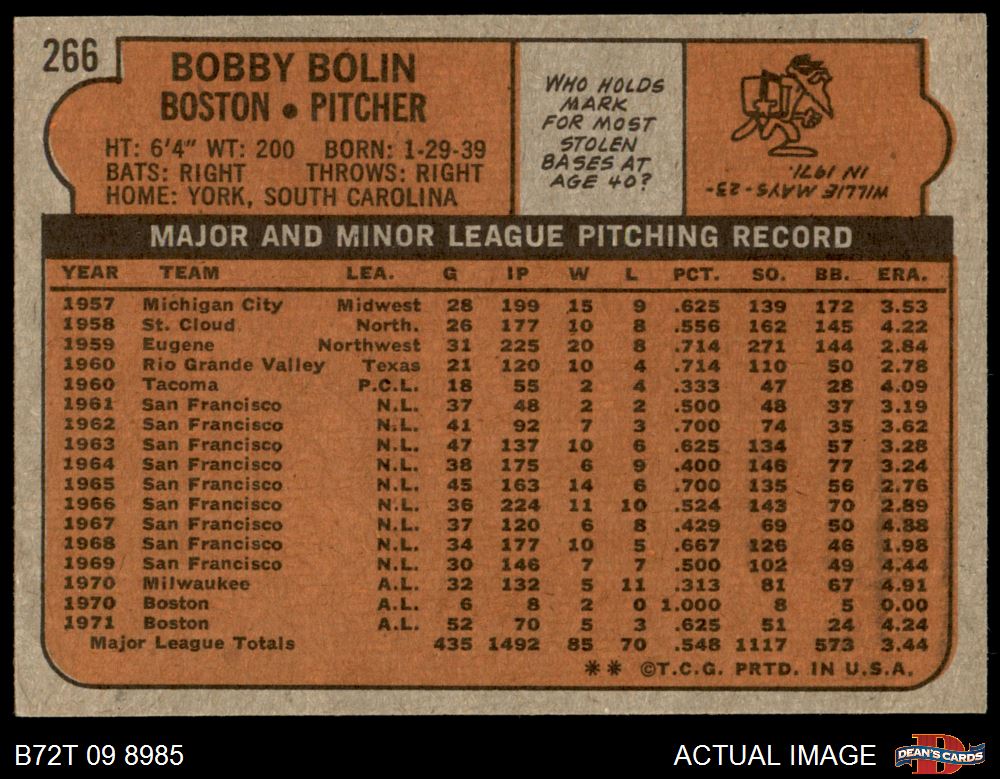 266
BOBBY BOLIN
BOSTON • PITCHER
HT: 6'4" WT: 200 BORN: 1-29-39
BATS: RIGHT THROWS: RIGHT
HOME: YORK, SOUTH CAROLINA
WHO HOLDS
MARK
FOR MOST
STOLEN
BASES AT
AGE 40?
WILLIE MAYS-23-
IN 1971.
MAJOR AND MINOR LEAGUE PITCHING RECORD
YEAR TEAM LEA. G IP W L PCT. SO. BB. ERA.
1957 Michigan City Midwest 28 199 15 9 .625 139 172 3.53
1958 St. Cloud North. 26 177 10 8 .556 162 145 4.22
1959 Eugene Northwest 31 225 20 8 .714 271 144 2.84
1960 Rio Grande Valley Texas 21 120 10 4 .714 110 50 2.78
1960 Tacoma P.C.L. 18 55 2 4 .333 47 28 4.09
1961 San Francisco N.L. 37 48 2 2 .500 48 37 3.19
1962 San Francisco N.L. 41 92 7 3 .700 74 35 3.62
1963 San Francisco N.L. 47 137 10 6 .625 134 57 3.28
1964 San Francisco N.L. 38 175 6 9 .400 146 77 3.24
1965 San Francisco N.L. 45 163 14 6 .700 135 56 2.76
1966 San Francisco N.L. 36 224 11 10 .524 143 70 2.89
1967 San Francisco N.L. 37 120 6 8 .429 69 50 4.88
1968 San Francisco N.L. 34 177 10 5 .667 126 46 1.98
1969 San Francisco N.L. 30 146 7 7 .500 102 49 4.44
1970 Milwaukee A.L. 32 132 5 11 .313 81 67 4.91
1970 Boston A.L. 6 8 2 0 1.000 8 5 0.00
1971 Boston A.L. 52 70 5 3 .625 51 24 4.24
Major League Totals 435 1492 85 70 .548 1117 573 3.44
** ©T.C.G. PRTD. IN U.S.A.
B72T 09 8985
ACTUAL IMAGE
DEAN'S CARDS